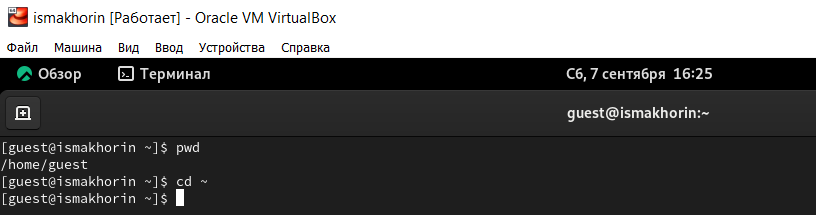 ismakhorin [Работает] - Oracle VM VirtualBox
Файл Машина Вид Ввод Устройства Справка
Обзор Терминал Сб, 7 сентября 16:25
guest@ismakhorin:~
[guest@ismakhorin ~]$ pwd
/home/guest
[guest@ismakhorin ~]$ cd ~
[guest@ismakhorin ~]$